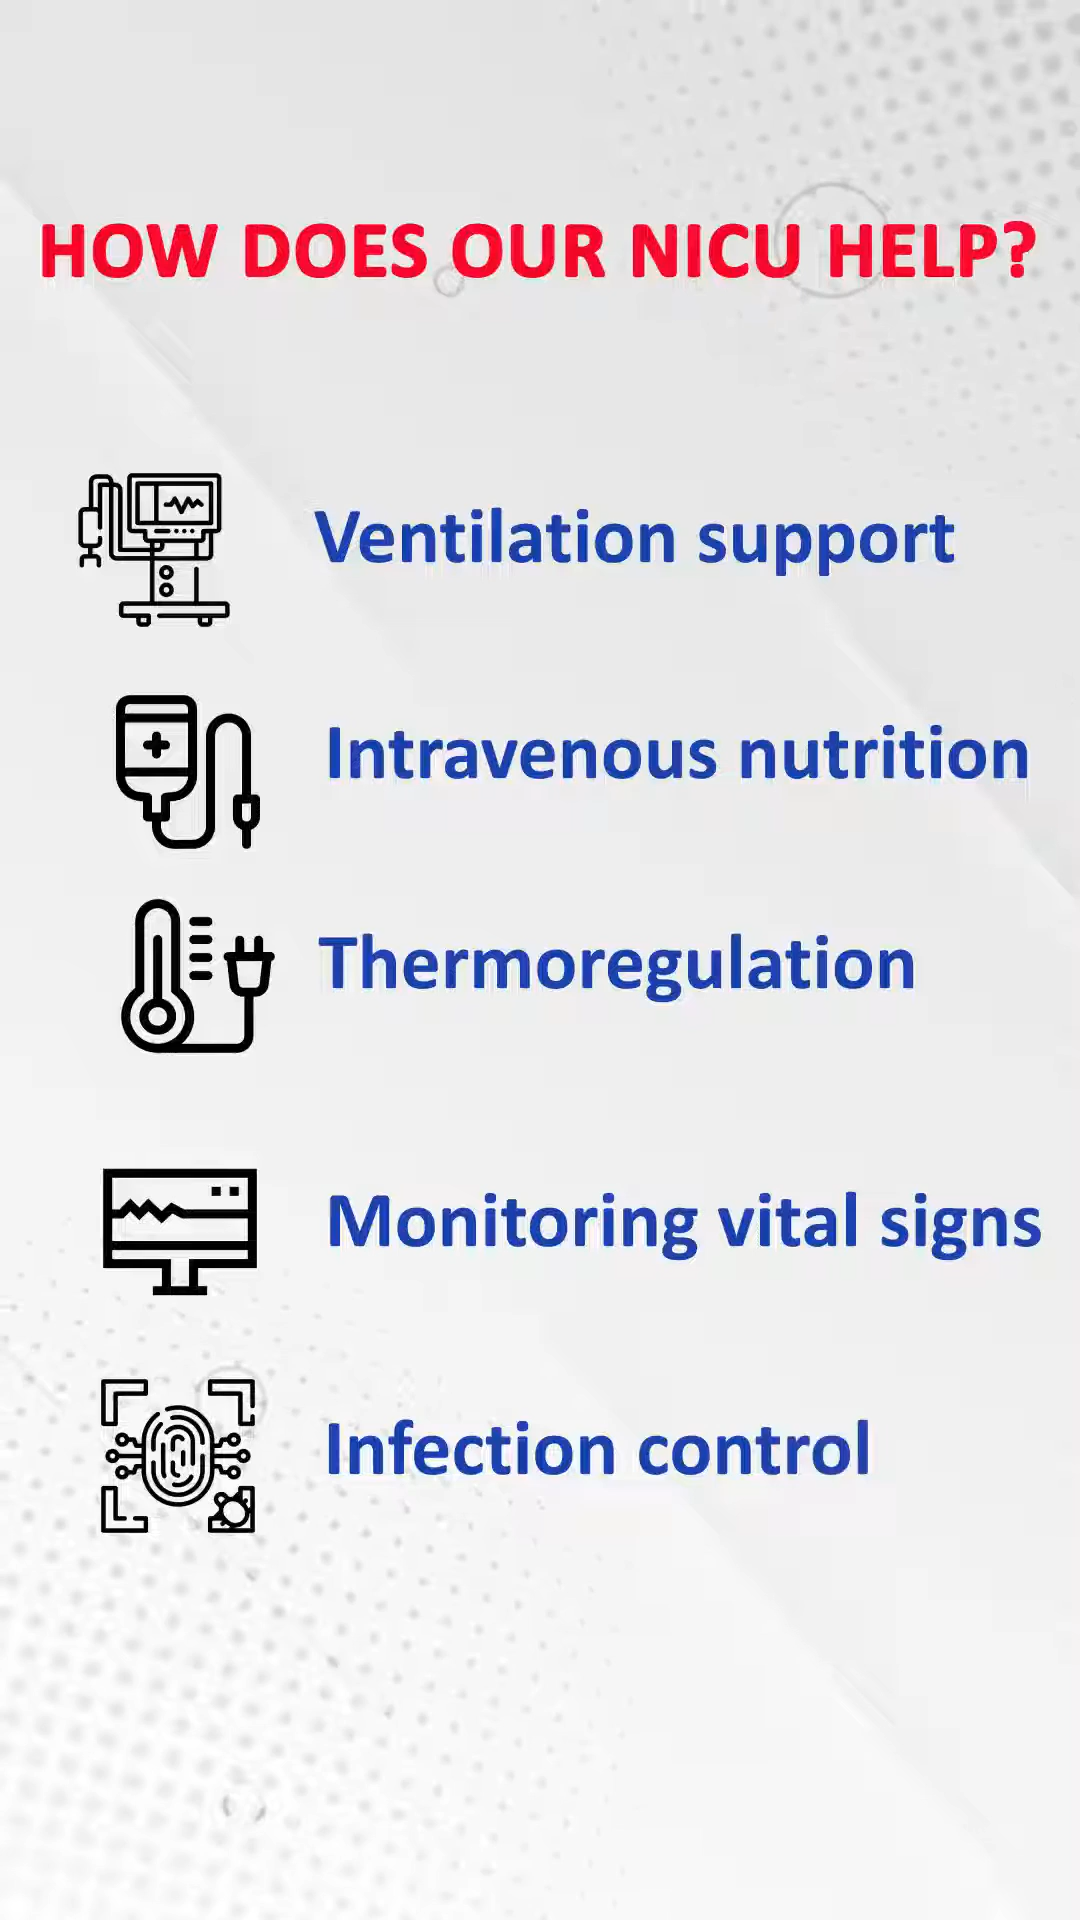 HOW DOES OUR NICU HELP?
Ventilation support
Intravenous nutrition
Thermoregulation
Monitoring vital signs
Infection control